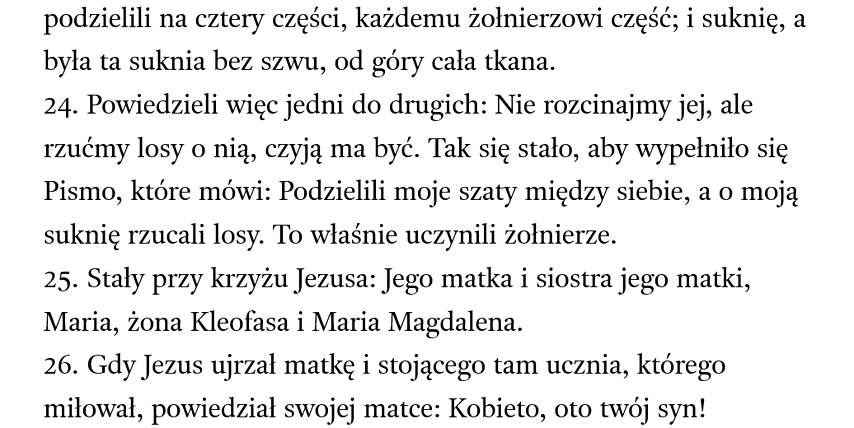 podzielili na cztery części, każdemu żołnierzowi część; i suknię, a
była ta suknia bez szwu, od góry cała tkana.
24. Powiedzieli więc jedni do drugich: Nie rozcinajmy jej, ale
rzućmy losy o nią, czyją ma być. Tak się stało, aby wypełniło się
Pismo, które mówi: Podzielili moje szaty między siebie, a o moją
suknię rzucali losy. To właśnie uczynili żołnierze.
25. Stały przy krzyżu Jezusa: Jego matka i siostra jego matki,
Maria, żona Kleofasa i Maria Magdalena.
26. Gdy Jezus ujrzał matkę i stojącego tam ucznia, którego
miłował, powiedział swojej matce: Kobieto, oto twój syn!